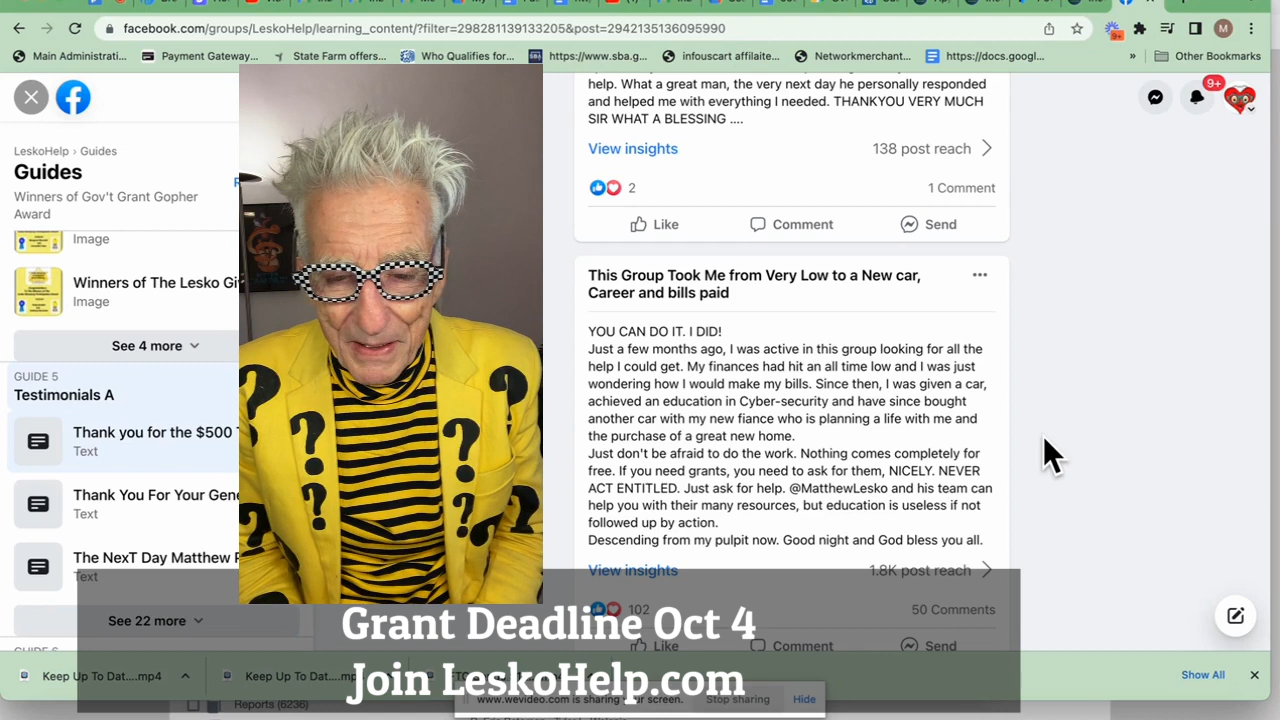 facebook.com/groups/LeskoHelp/learning_content/?filter=298281139133205&post=2942135136095990
9+
M
Main Administrati...
Payment Gateway...
State Farm offers...
Who Qualifies for...
https://www.sba.g...
infouscart affilaite...
Networkmerchant...
https://docs.googl...
»
Other Bookmarks
9+
LeskoHelp › Guides
Guides
Winners of Gov't Grant Gopher
Award
Image
Winners of The Lesko Gi
Image
See 4 more
GUIDE 5
Testimonials A
Thank you for the $500
Text
Thank You For Your Gene
Text
The NexT Day Matthew
Text
See 22 more
help. What a great man, the very next day he personally responded
and helped me with everything I needed. THANKYOU VERY MUCH
SIR WHAT A BLESSING ....
View insights
138 post reach
2
1 Comment
Like
Comment
Send
This Group Took Me from Very Low to a New car,
Career and bills paid
YOU CAN DO IT. I DID!
Just a few months ago, I was active in this group looking for all the
help I could get. My finances had hit an all time low and I was just
wondering how I would make my bills. Since then, I was given a car,
achieved an education in Cyber-security and have since bought
another car with my new fiance who is planning a life with me and
the purchase of a great new home.
Just don't be afraid to do the work. Nothing comes completely for
free. If you need grants, you need to ask for them, NICELY. NEVER
ACT ENTITLED. Just ask for help. @MatthewLesko and his team can
help you with their many resources, but education is useless if not
followed up by action.
Descending from my pulpit now. Good night and God bless you all.
View insights
1.8K post reach
102
50 Comments
Like
Comment
Send
? ? ? ? ? ?
Grant Deadline Oct 4
Join LeskoHelp.com
Keep Up To Dat....mp4
Keep Up To Dat....mp4
Show All
www.wevideo.com is sharing your screen.
Stop sharing
Hide
Reports (6236)